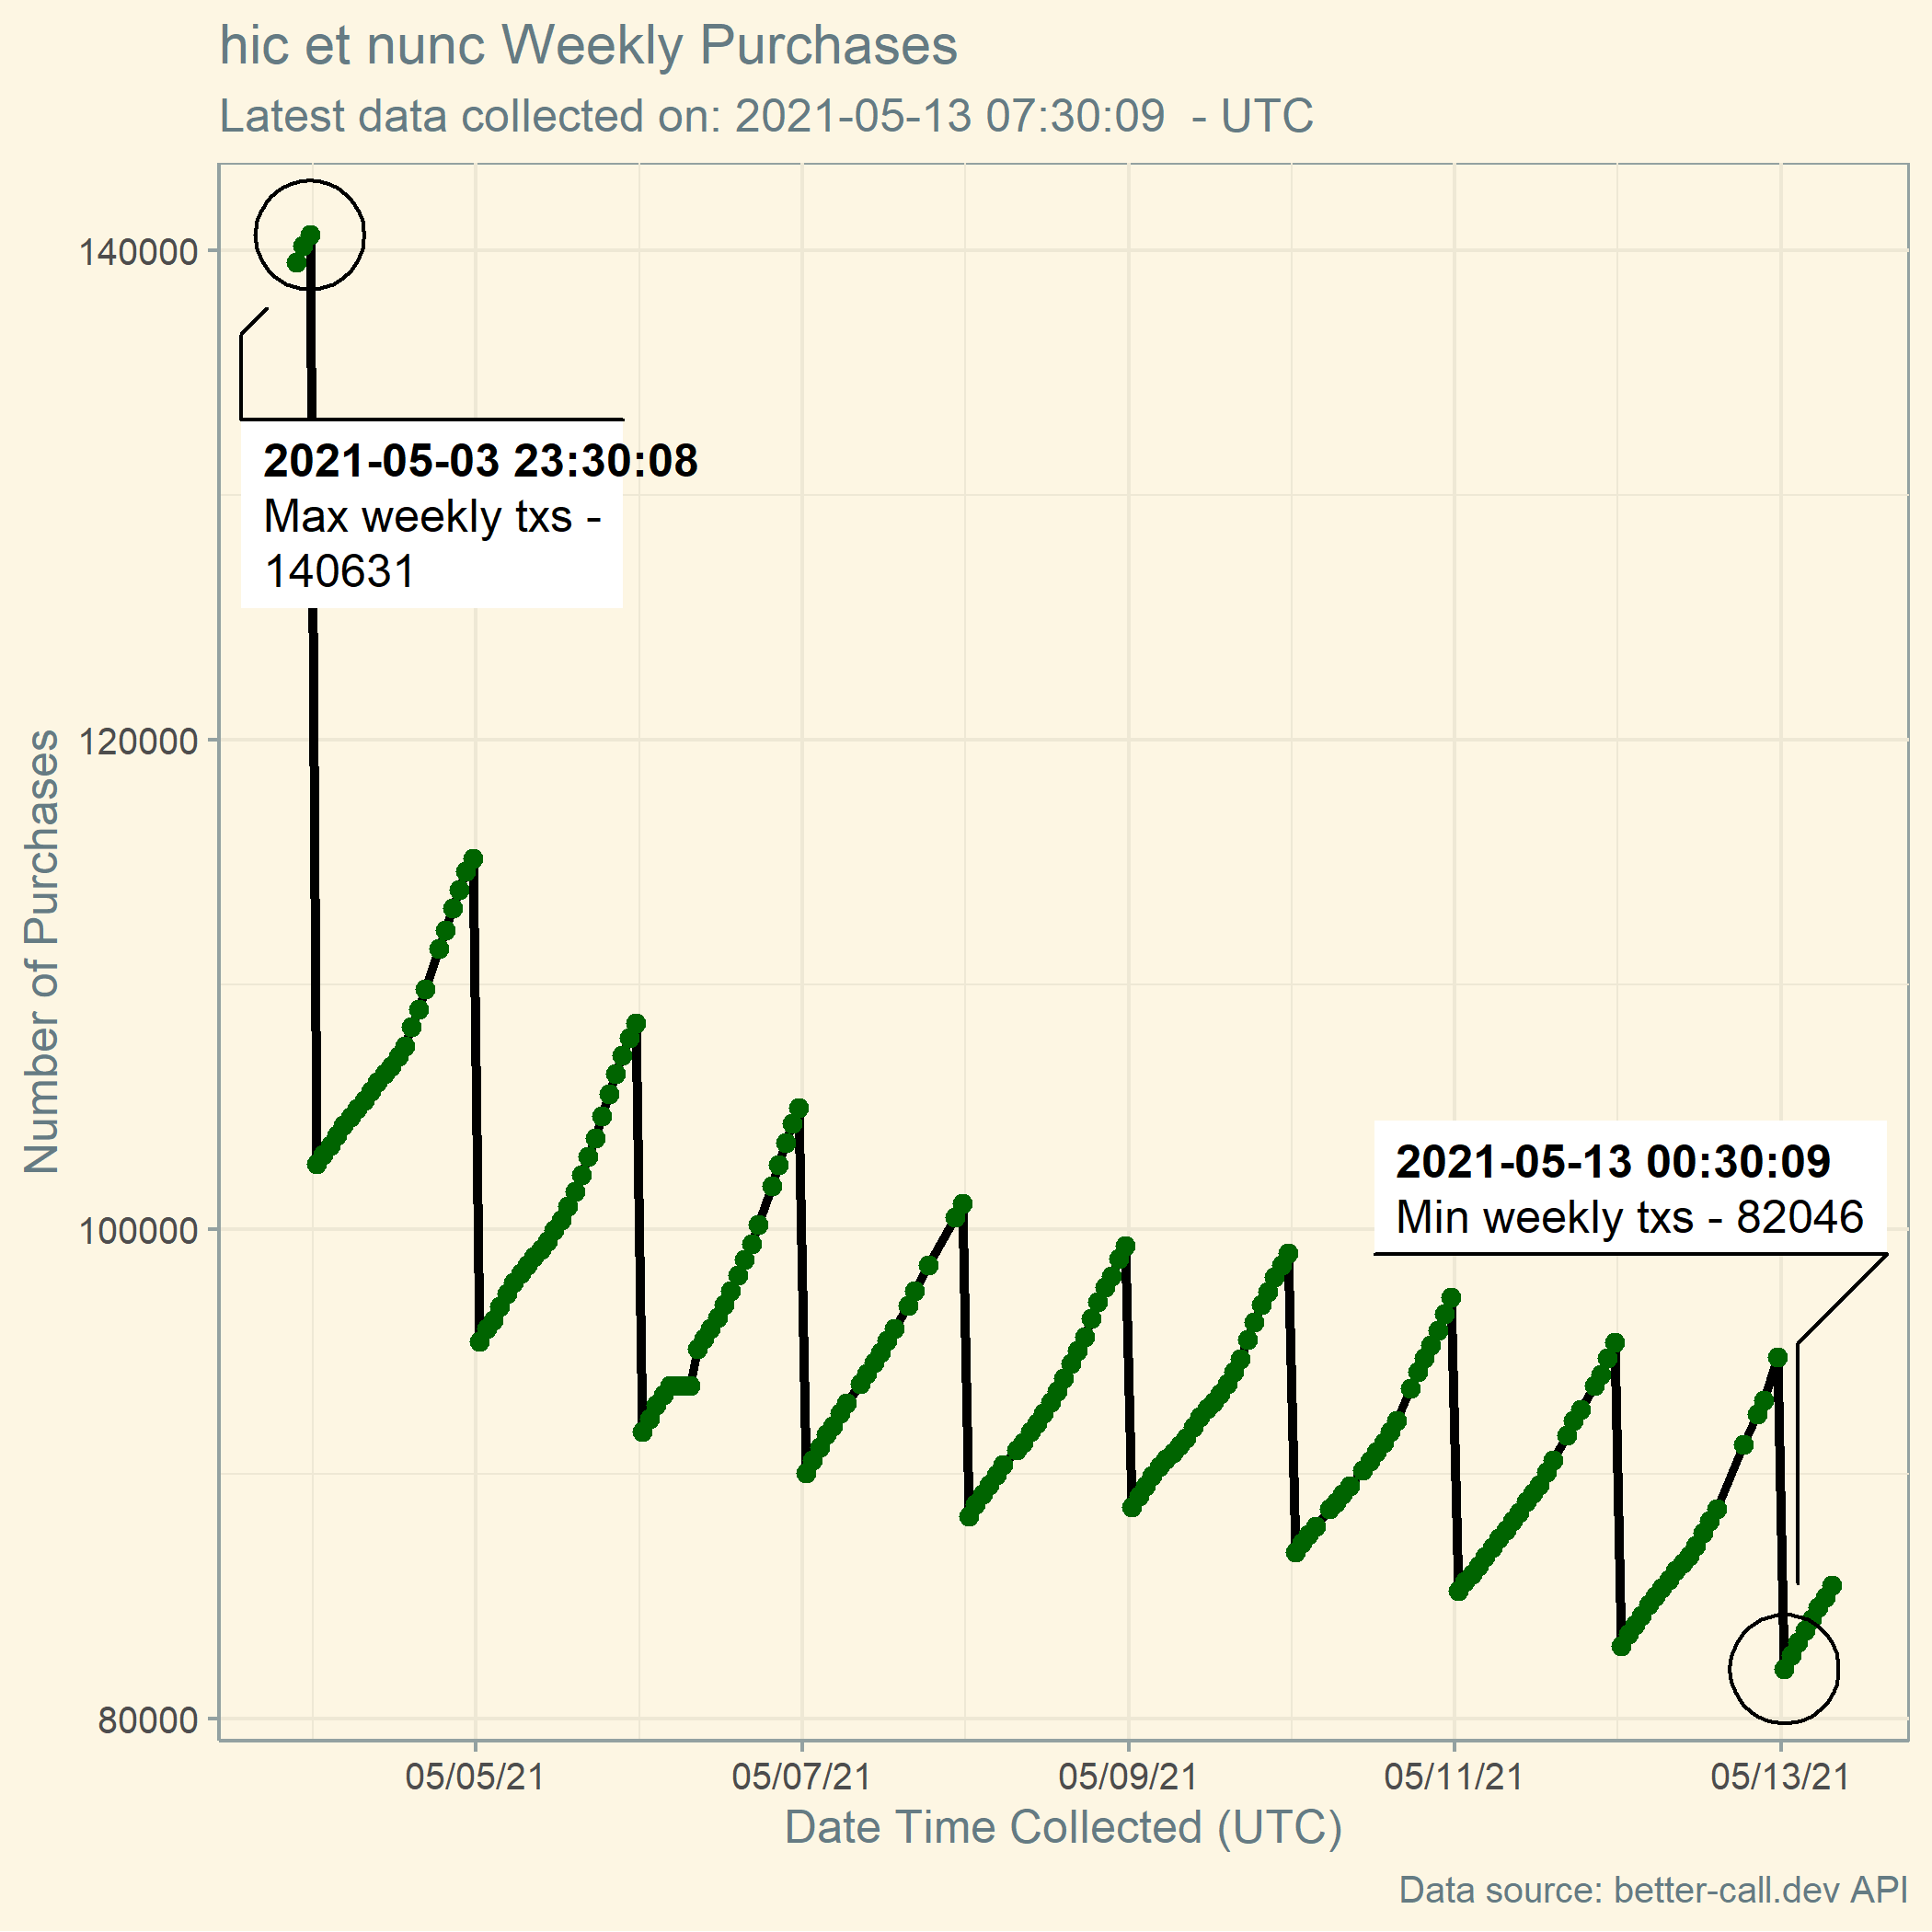 hic et nunc Weekly Purchases
Latest data collected on: 2021-05-13 07:30:09  - UTC
140000
120000
100000
80000
Number of Purchases
2021-05-03 23:30:08
Max weekly txs -
140631
2021-05-13 00:30:09
Min weekly txs - 82046
05/05/21
05/07/21
05/09/21
05/11/21
05/13/21
Date Time Collected (UTC)
Data source: better-call.dev API